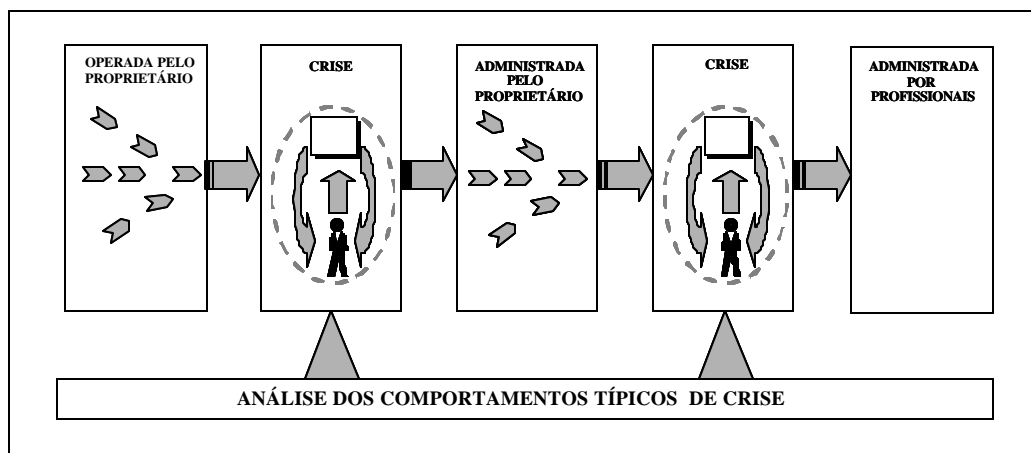 OPERADA PELO
PROPRIETÁRIO
CRISE
ADMINISTRADA
PELO
PROPRIETÁRIO
CRISE
ADMINISTRADA
POR
PROFISSIONAIS
ANÁLISE DOS COMPORTAMENTOS TÍPICOS DE CRISE